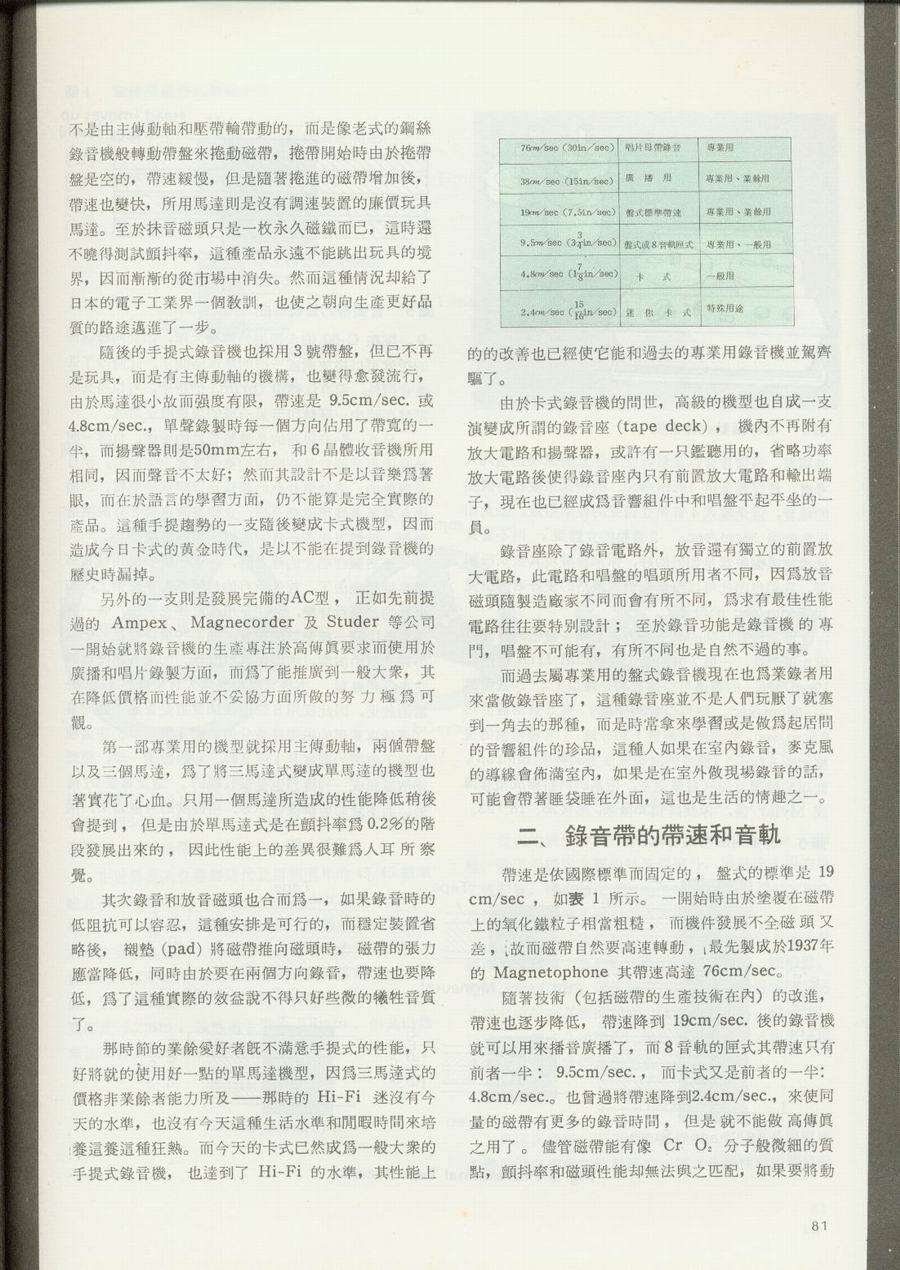 不是由主傳動軸和壓帶輪帶動的，而是像老式的鋼絲
錄音機般轉動帶盤來捲動磁帶，捲帶開始時由於捲帶
盤是空的，帶速緩慢，但是隨著捲進的磁帶增加後，
帶速也變快，所用馬達則是沒有調速裝置的廉價玩具
馬達。至於抹音磁頭只是一枚永久磁鐵而已，這時還
不曉得測試顫抖率，這種產品永遠不能跳出玩具的境
界，因而漸漸的從市場中消失。然而這種情況却給了
日本的電子工業界一個教訓，也使之朝向生產更好品
質的路途邁進了一步。
隨後的手提式錄音機也採用３號帶盤，但已不再
是玩具，而是有主傳動軸的機構，也變得愈發流行，
由於馬達很小故而强度有限，帶速是 9.5cm/sec. 或
4.8cm/sec.，單聲錄製時每一個方向佔用了帶寬的一
半，而揚聲器則是50mm左右， 和６晶體收音機所用
相同，因而聲音不太好；然而其設計不是以音樂爲著
眼，而在於語言的學習方面，仍不能算是完全實際的
產品。這種手提趨勢的一支隨後變成卡式機型，因而
造成今日卡式的黃金時代，是以不能在提到錄音機的
歷史時漏掉。
另外的一支則是發展完備的AC型， 正如先前提
過的 Ampex、 Magnecorder 及 Studer 等公司
一開始就將錄音機的生產專注於高傳眞要求而使用於
廣播和唱片錄製方面，而爲了能推廣到一般大衆，其
在降低價格而性能並不妥協方面所做的努力極爲可
觀。
第一部專業用的機型就採用主傳動軸，兩個帶盤
以及三個馬達，爲了將三馬達式變成單馬達的機型也
著實花了心血。只用一個馬達所造成的性能降低稍後
會提到， 但是由於單馬達式是在顫抖率爲 0.2%的階
段發展出來的， 因此性能上的差異很難爲人耳所察
覺。
其次錄音和放音磁頭也合而爲一，如果錄音時的
低阻抗可以容忍，這種安排是可行的，而穩定裝置省
略後， 襯墊 (pad) 將磁帶推向磁頭時， 磁帶的張力
應當降低，同時由於要在兩個方向錄音，帶速也要降
低，爲了這種實際的效益說不得只好些微的犧牲音質
了。
那時節的業餘愛好者旣不滿意手提式的性能，只
好將就的使用好一點的單馬達機型，因爲三馬達式的
價格非業餘者能力所及——那時的 Hi-Fi 迷沒有今
天的水準，也沒有今天這種生活水準和閒暇時間來培
養這養這種狂熱。而今天的卡式已然成爲一般大衆的
手提式錄音機， 也達到了 Hi-Fi 的水準，其性能上
76cm/sec (30in/sec) 唱片母帶錄音 專業用
38cm/sec (15in/sec) 廣播用 專業用、業餘用
19cm/sec (7.5in/sec) 盤式標準帶速 專業用、業餘用
9.5cm/sec (3 3/4in/sec) 盤式或８音軌匣式 專業用、一般用
4.8cm/sec (1 7/8in/sec) 卡式 一般用
2.4cm/sec (15/16in/sec) 迷你卡式 特殊用途
的的改善也已經使它能和過去的專業用錄音機並駕齊
驅了。
由於卡式錄音機的問世，高級的機型也自成一支
演變成所謂的錄音座 (tape deck)， 機內不再附有
放大電路和揚聲器，或許有一只鑑聽用的，省略功率
放大電路後使得錄音座內只有前置放大電路和輸出端
子，現在也已經成爲音響組件中和唱盤平起平坐的一
員。
錄音座除了錄音電路外，放音還有獨立的前置放
大電路，此電路和唱盤的唱頭所用者不同，因爲放音
磁頭隨製造廠家不同而會有所不同，爲求有最佳性能
電路往往要特別設計； 至於錄音功能是錄音機的專
門，唱盤不可能有，有所不同也是自然不過的事。
而過去屬專業用的盤式錄音機現在也爲業錄者用
來當做錄音座了，這種錄音座並不是人們玩厭了就塞
到一角去的那種，而是時常拿來學習或是做爲起居間
的音響組件的珍品，這種人如果在室內錄音，麥克風
的導線會佈滿室內，如果是在室外做現場錄音的話，
可能會帶著睡袋睡在外面，這也是生活的情趣之一。
二、錄音帶的帶速和音軌
帶速是依國際標準而固定的， 盤式的標準是 19
cm/sec ， 如表 1 所示。 一開始時由於塗覆在磁帶
上的氧化鐵粒子相當粗糙， 而機件發展不全磁頭又
差，故而磁帶自然要高速轉動，最先製成於1937年
的 Magnetophone 其帶速高達 76cm/sec。
隨著技術（包括磁帶的生產技術在內）的改進，
帶速也逐步降低， 帶速降到 19cm/sec. 後的錄音機
就可以用來播音廣播了，而８音軌的匣式其帶速只有
前者一半： 9.5cm/sec.， 而卡式又是前者的一半：
4.8cm/sec.。也曾過將帶速降到2.4cm/sec.，來使同
量的磁帶有更多的錄音時間， 但是就不能做高傳眞
之用了 。 儘管磁帶能有像 Cr O₂ 分子般微細的質
點，顫抖率和磁頭性能却無法與之匹配，如果要將動
81